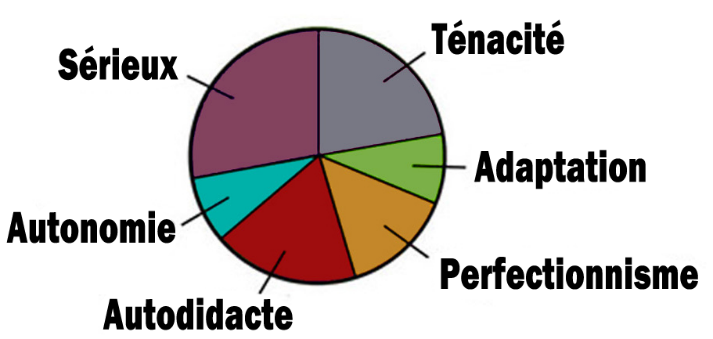 Ténacité
Sérieux
Adaptation
Autonomie
Perfectionnisme
Autodidacte